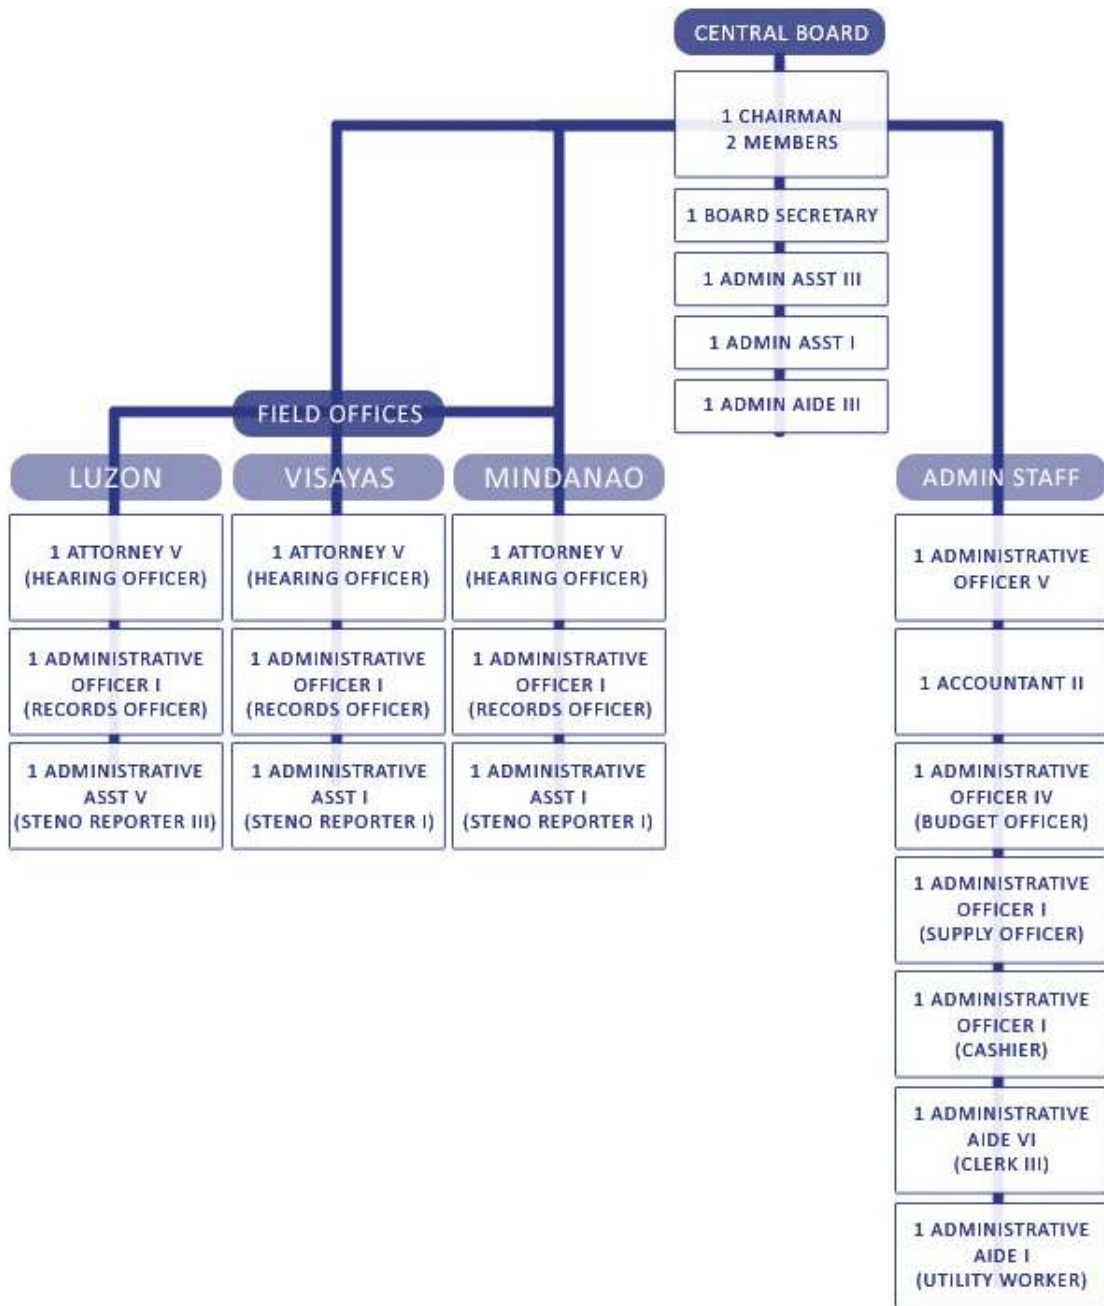 CENTRAL BOARD
1 CHAIRMAN
2 MEMBERS
1 BOARD SECRETARY
1 ADMIN ASST III
1 ADMIN ASST I
1 ADMIN AIDE III
FIELD OFFICES
LUZON
1 ATTORNEY V
(HEARING OFFICER)
1 ADMINISTRATIVE
OFFICER I
(RECORDS OFFICER)
1 ADMINISTRATIVE
ASST V
(STENO REPORTER III)
VISAYAS
1 ATTORNEY V
(HEARING OFFICER)
1 ADMINISTRATIVE
OFFICER I
(RECORDS OFFICER)
1 ADMINISTRATIVE
ASST I
(STENO REPORTER I)
MINDANAO
1 ATTORNEY V
(HEARING OFFICER)
1 ADMINISTRATIVE
OFFICER I
(RECORDS OFFICER)
1 ADMINISTRATIVE
ASST I
(STENO REPORTER I)
ADMIN STAFF
1 ADMINISTRATIVE
OFFICER V
1 ACCOUNTANT II
1 ADMINISTRATIVE
OFFICER IV
(BUDGET OFFICER)
1 ADMINISTRATIVE
OFFICER I
(SUPPLY OFFICER)
1 ADMINISTRATIVE
OFFICER I
(CASHIER)
1 ADMINISTRATIVE
AIDE VI
(CLERK III)
1 ADMINISTRATIVE
AIDE I
(UTILITY WORKER)